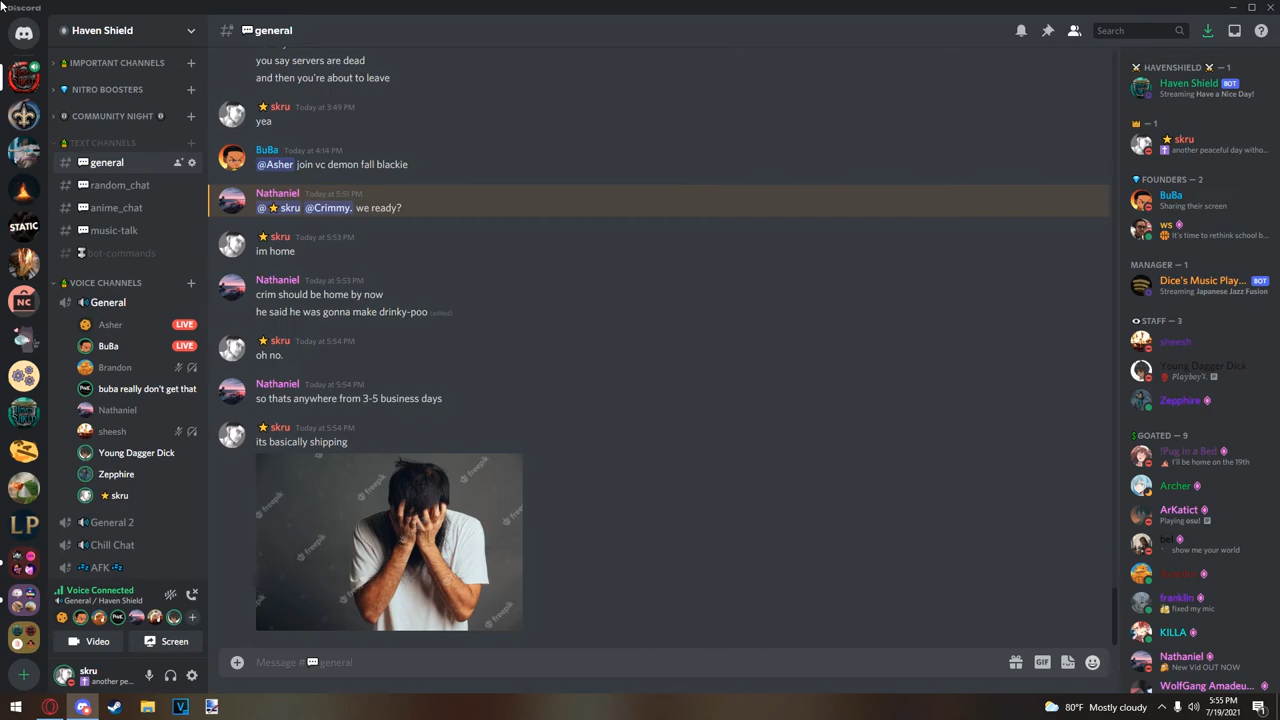 Discord
Haven Shield
IMPORTANT CHANNELS
NITRO BOOSTERS
COMMUNITY NIGHT
TEXT CHANNELS
general
random_chat
anime_chat
music-talk
bot-commands
VOICE CHANNELS
General
Asher LIVE
BuBa LIVE
Brandon
buba really don't get that
Nathaniel
sheesh
Young Dagger Dick
Zepphire
skru
General 2
Chill Chat
AFK
Voice Connected
General / Haven Shield
Video Screen
skru
another pe...
STATIC
NC
LP
general
Search
you say servers are dead
and then you're about to leave
skru Today at 3:49 PM
yea
BuBa Today at 4:14 PM
@Asher join vc demon fall blackie
Nathaniel Today at 5:51 PM
@ skru @Crimmy. we ready?
skru Today at 5:53 PM
im home
Nathaniel Today at 5:53 PM
crim should be home by now
he said he was gonna make drinky-poo (edited)
skru Today at 5:54 PM
oh no.
Nathaniel Today at 5:54 PM
so thats anywhere from 3-5 business days
skru Today at 5:54 PM
its basically shipping
freepik
freepik
freepik
freepik
freepik
Message # general
GIF
HAVENSHIELD — 1
Haven Shield BOT
Streaming Have a Nice Day!
— 1
skru
another peaceful day witho...
FOUNDERS — 2
BuBa
Sharing their screen
ws
It's time to rethink school b...
MANAGER — 1
Dice's Music Play... BOT
Streaming Japanese Jazz Fusion
STAFF — 3
sheesh
Young Dagger Dick
Zepphire
GOATED — 9
!Pug in a Bed
I'll be home on the 19th
Archer
ArKatict
Playing osu!
bel
show me your world
franklin
fixed my mic
KILLA
Nathaniel
New Vid OUT NOW
WolfGang Amadeu...
80°F Mostly cloudy
5:55 PM
7/19/2021